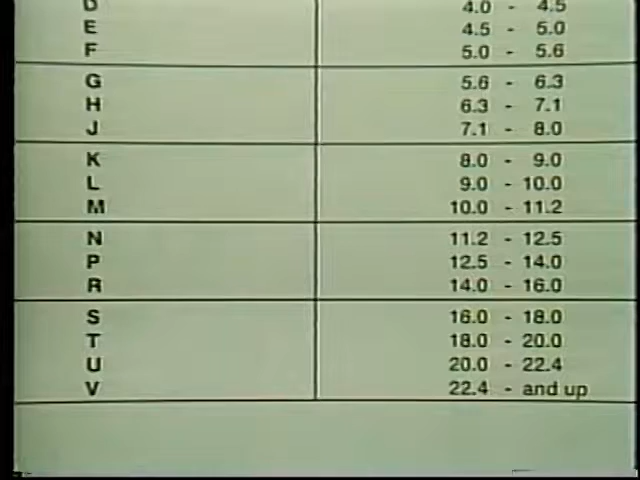 D 4.0 - 4.5
E 4.5 - 5.0
F 5.0 - 5.6
G 5.6 - 6.3
H 6.3 - 7.1
J 7.1 - 8.0
K 8.0 - 9.0
L 9.0 - 10.0
M 10.0 - 11.2
N 11.2 - 12.5
P 12.5 - 14.0
R 14.0 - 16.0
S 16.0 - 18.0
T 18.0 - 20.0
U 20.0 - 22.4
V 22.4 - and up